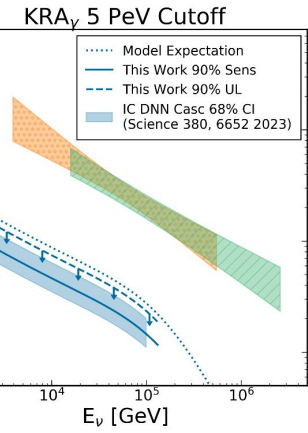 KRAγ 5 PeV Cutoff
Model Expectation
This Work 90% Sens
This Work 90% UL
IC DNN Casc 68% CI
(Science 380, 6652 2023)
10⁴ 10⁵ 10⁶
Eν [GeV]